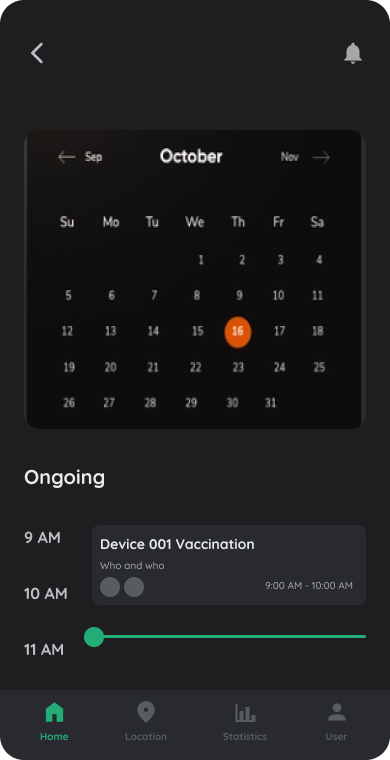 Sep October Nov
Su Mo Tu We Th Fr Sa
1 2 3 4
5 6 7 8 9 10 11
12 13 14 15 16 17 18
19 20 21 22 23 24 25
26 27 28 29 30 31
Ongoing
9 AM
Device 001 Vaccination
Who and who
9:00 AM - 10:00 AM
10 AM
11 AM
Home Location Statistics User